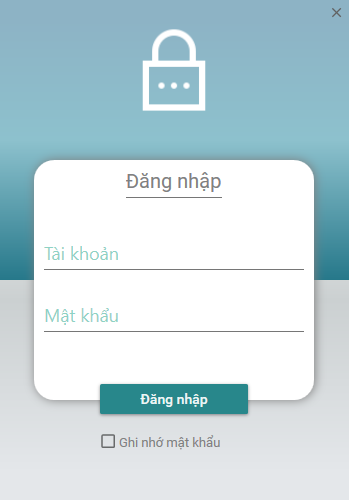 Đăng nhập
Tài khoản
Mật khẩu
Đăng nhập
Ghi nhớ mật khẩu